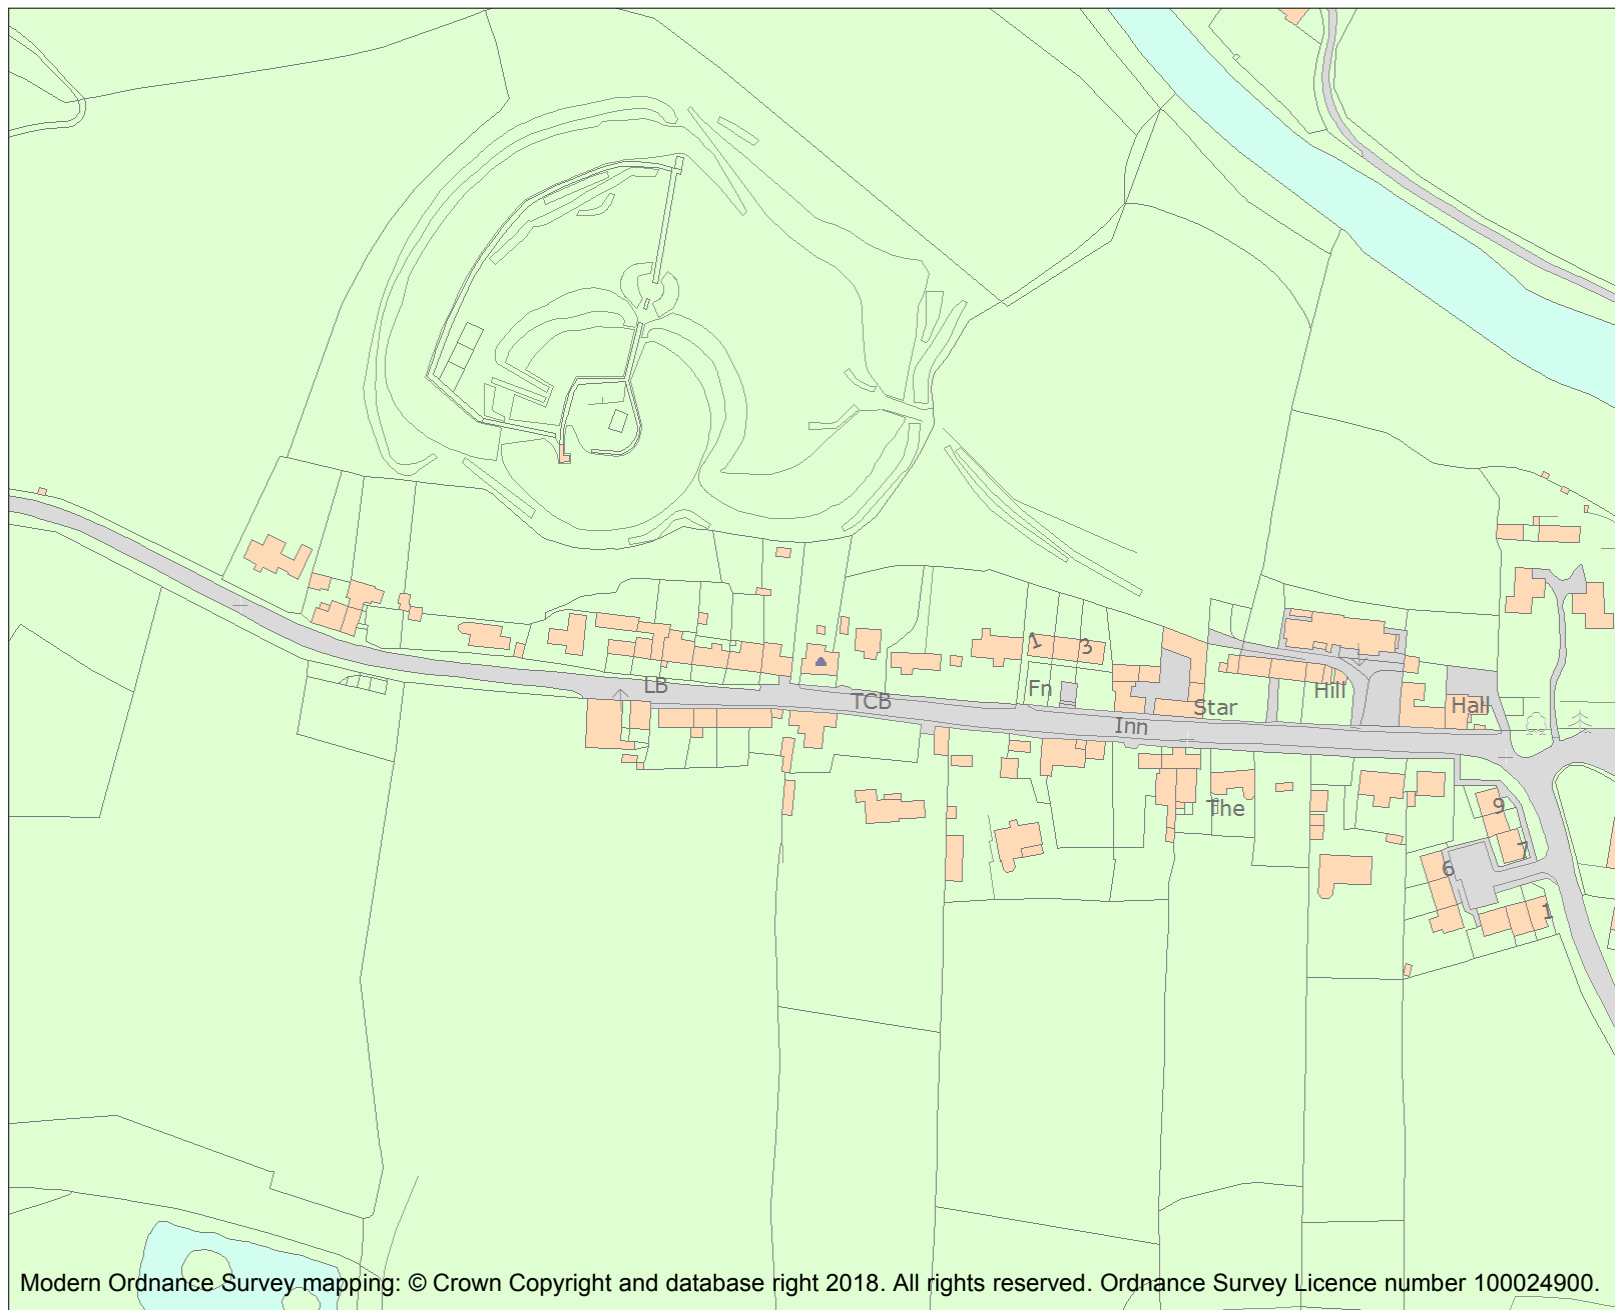 1
3
LB
Fn
TCB
Hill
Star
Hall
Inn
The
9
7
6
1
Modern Ordnance Survey mapping: © Crown Copyright and database right 2018. All rights reserved. Ordnance Survey Licence number 100024900.